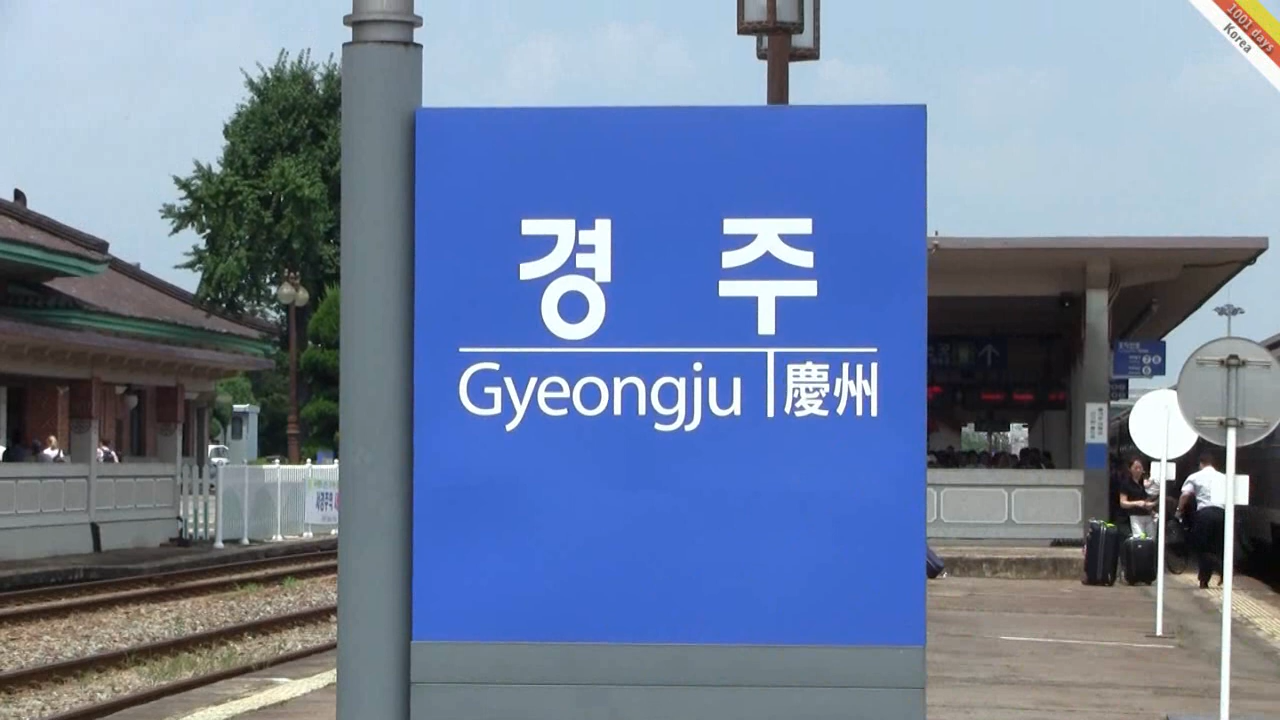 1001 days
Korea
경주
Gyeongju 慶州